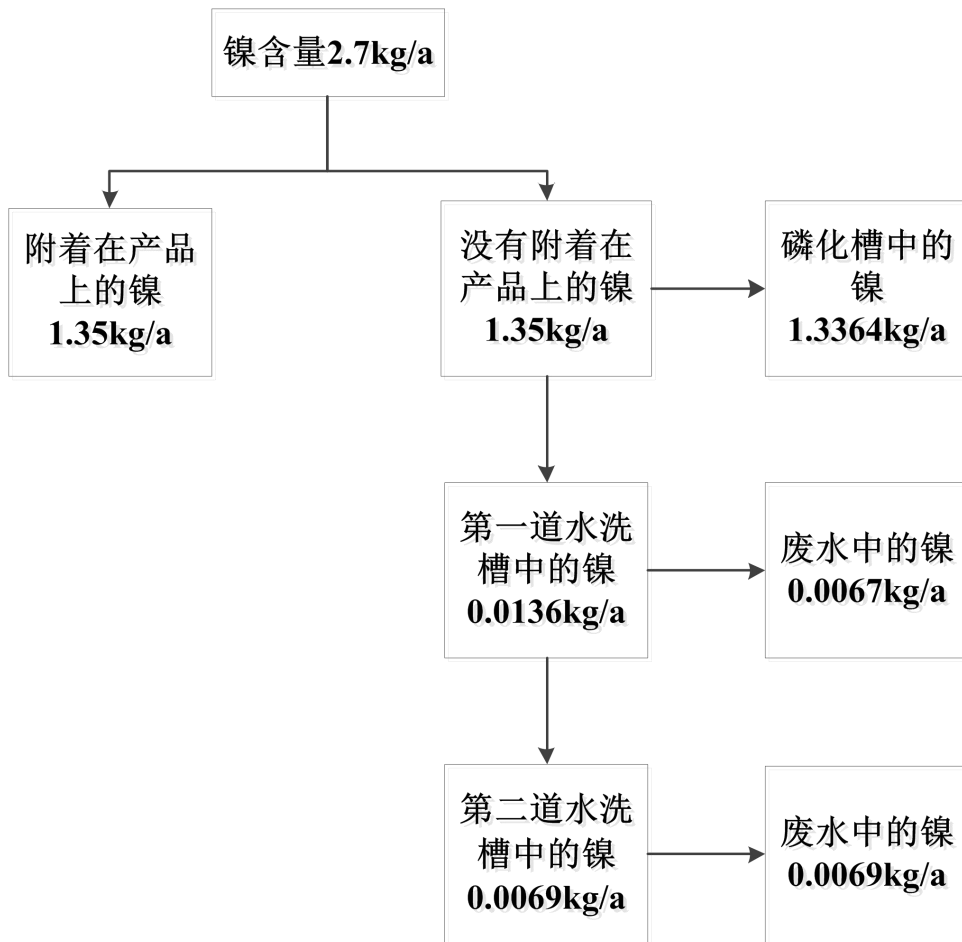 镍含量2.7kg/a
附着在产品
上的镍
1.35kg/a
没有附着在
产品上的镍
1.35kg/a
磷化槽中的
镍
1.3364kg/a
第一道水洗
槽中的镍
0.0136kg/a
废水中的镍
0.0067kg/a
第二道水洗
槽中的镍
0.0069kg/a
废水中的镍
0.0069kg/a